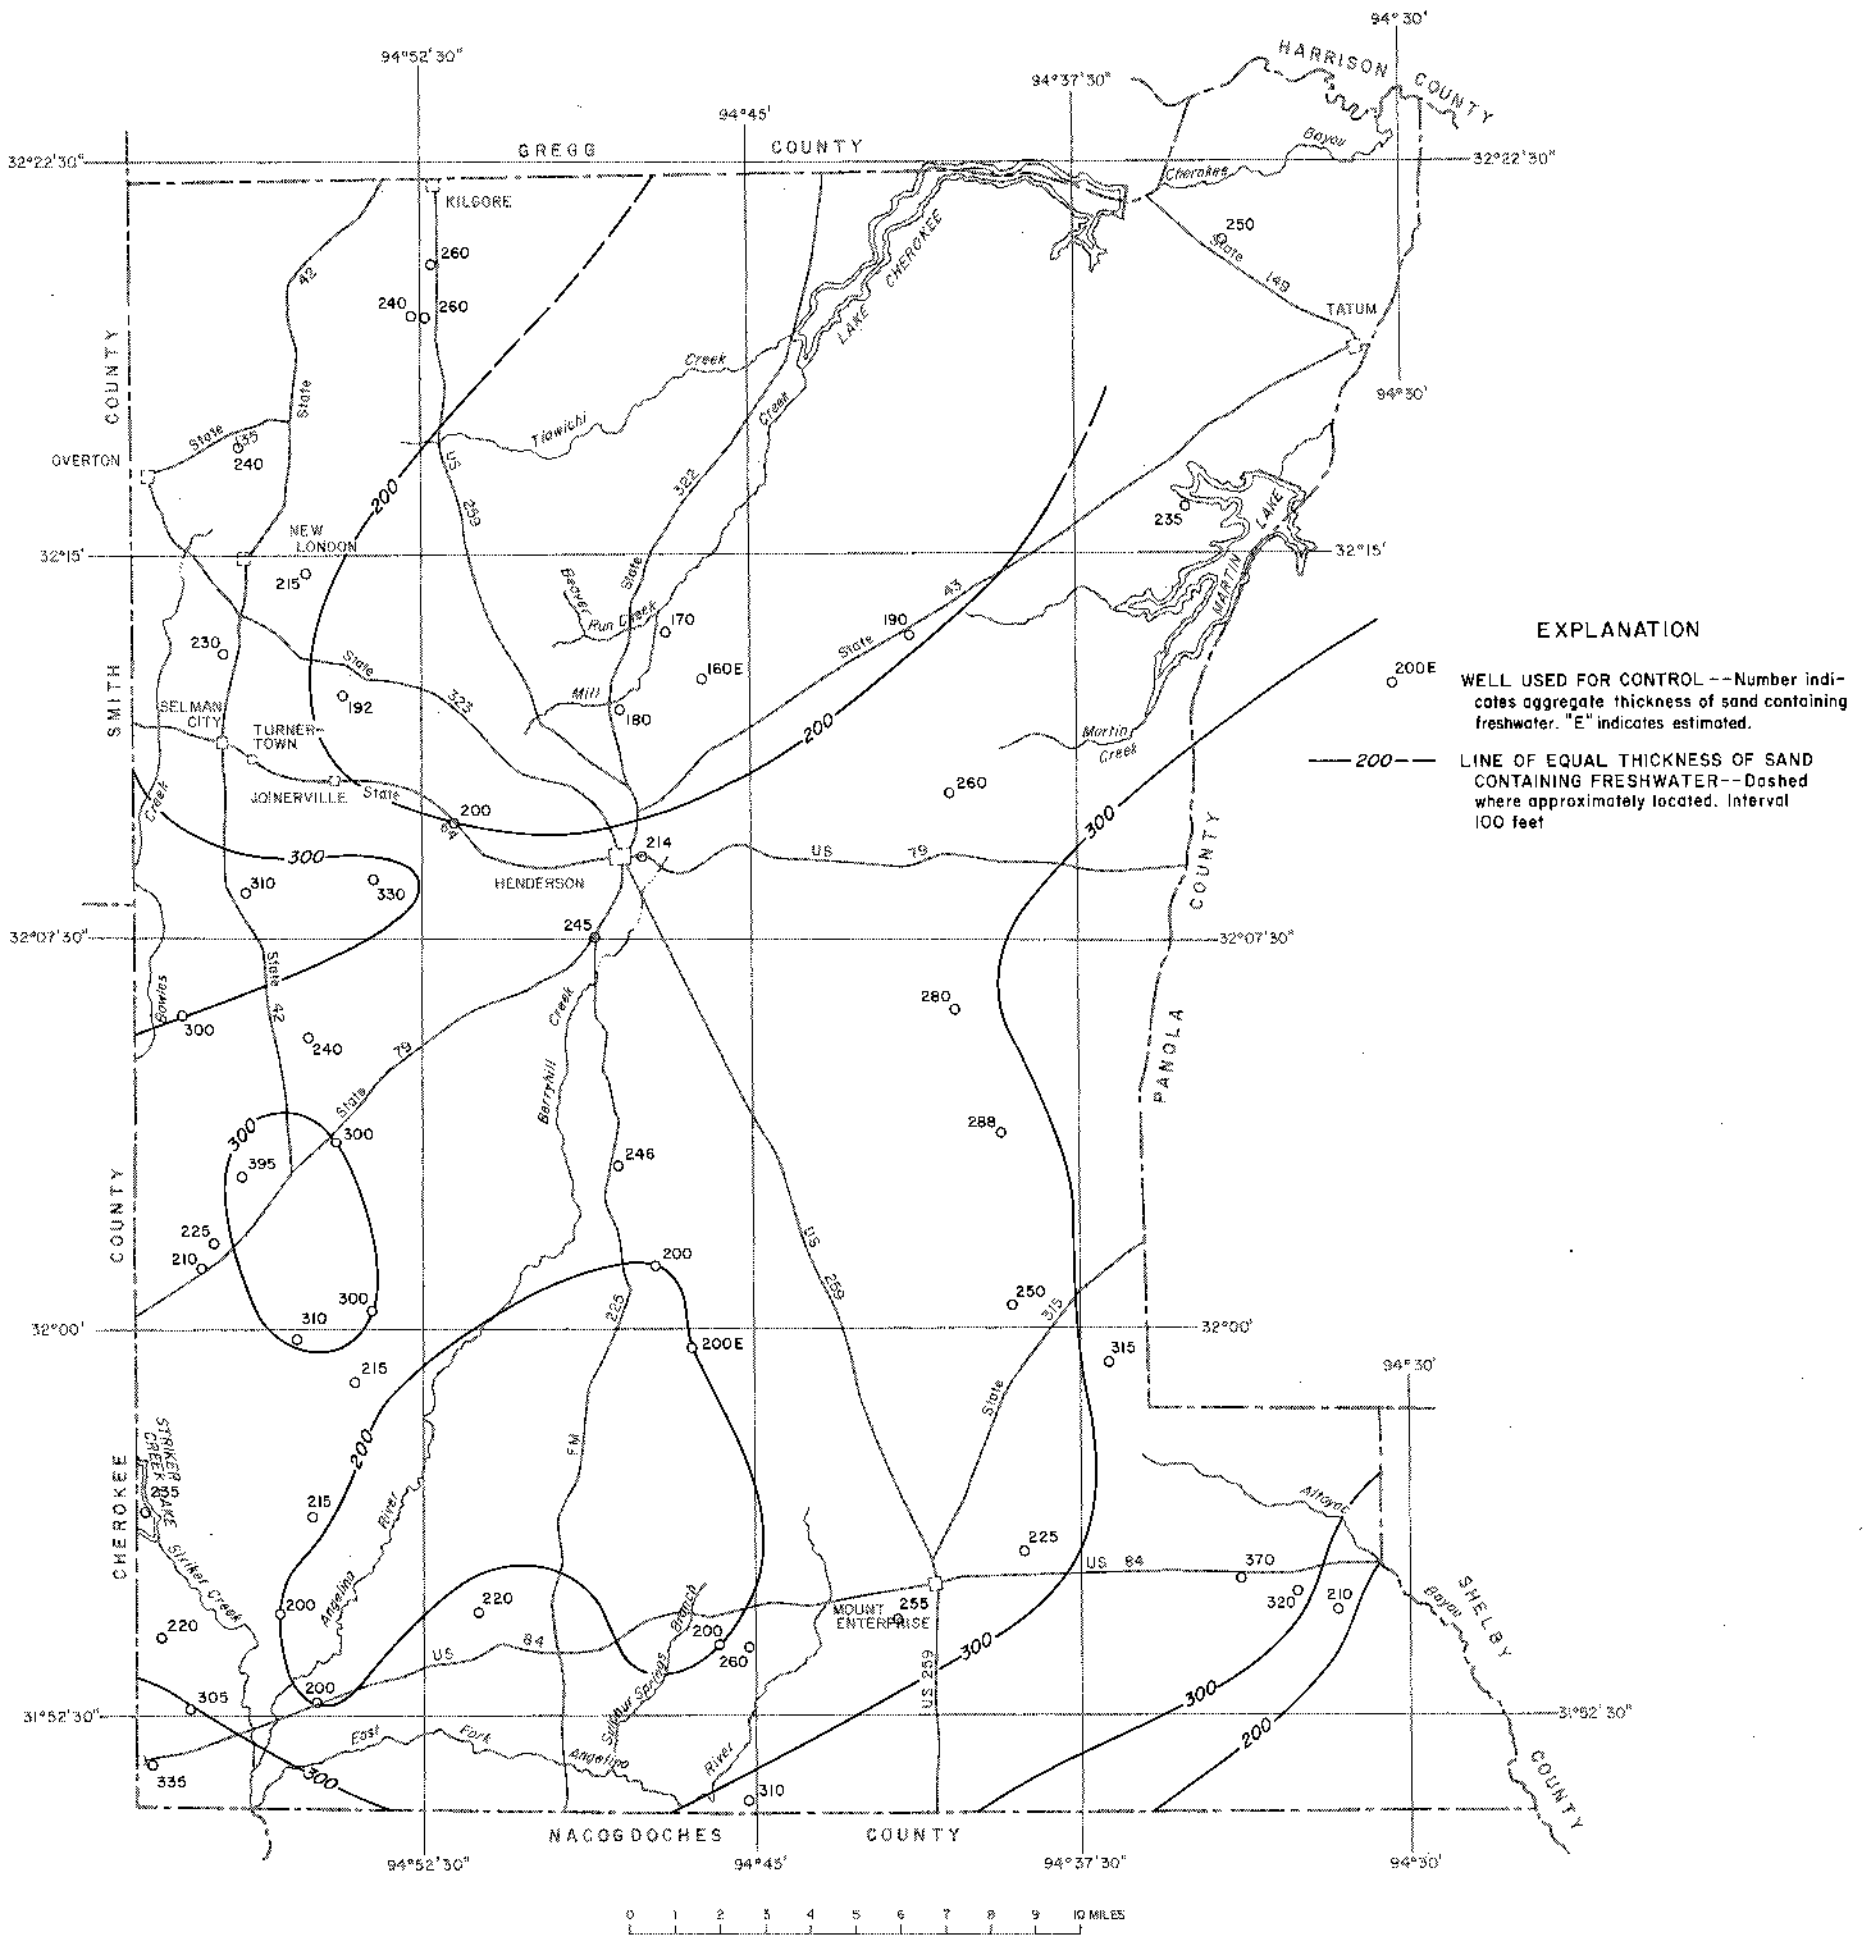 94°30'
94°52'30"
94°37'30"
94°45'
HARRISON COUNTY
GREGG COUNTY
Bayou
Cherokee
32°22'30"
32°22'30"
KILGORE
LAKE CHEROKEE
250
State 149
260
240 260
42
TATUM
94°30'
COUNTY
State
Creek
Tiawichi
Creek
State 135
240
OVERTON
US 259
322
200
235
MARTIN LAKE
NEW LONDON
32°15'
32°15'
215
State
Beaver
Run Creek
170
190
State 43
230
State 323
160E
SMITH
192
Mill
180
SELMAN CITY
TURNER-TOWN
JOINERVILLE
State 64
200
200
Martin Creek
260
EXPLANATION
200E
WELL USED FOR CONTROL--Number indi-
cates aggregate thickness of sand containing
freshwater. "E" indicates estimated.
200
LINE OF EQUAL THICKNESS OF SAND
CONTAINING FRESHWATER--Dashed
where approximately located. Interval
100 feet
Creek
300
300
214
US 79
HENDERSON
310
330
COUNTY
245
32°07'30"
32°07'30"
Bowles
State 42
300
240
79
State
Creek
Berryhill
280
PANOLA
300
300
395
288
246
COUNTY
225
210
200
US 259
250
315
300
310
225
32°00'
32°00'
200E
315
215
94°30'
State
200
FM
STRIKER CREEK LAKE
235
CHEROKEE
215
River
Attoyac
Striker Creek
Angelina
225
US 84
370
320
210
Bayou
SHELBY
COUNTY
200
220
220
MOUNT ENTERPRISE
255
Branch
Sulphur Springs
200
260
US 84
300
US 259
300
200
305
200
31°52'30"
31°52'30"
East Fork Angelina River
335
300
310
NACOGDOCHES COUNTY
94°52'30"
94°45'
94°37'30"
94°30'
0 1 2 3 4 5 6 7 8 9 10 MILES